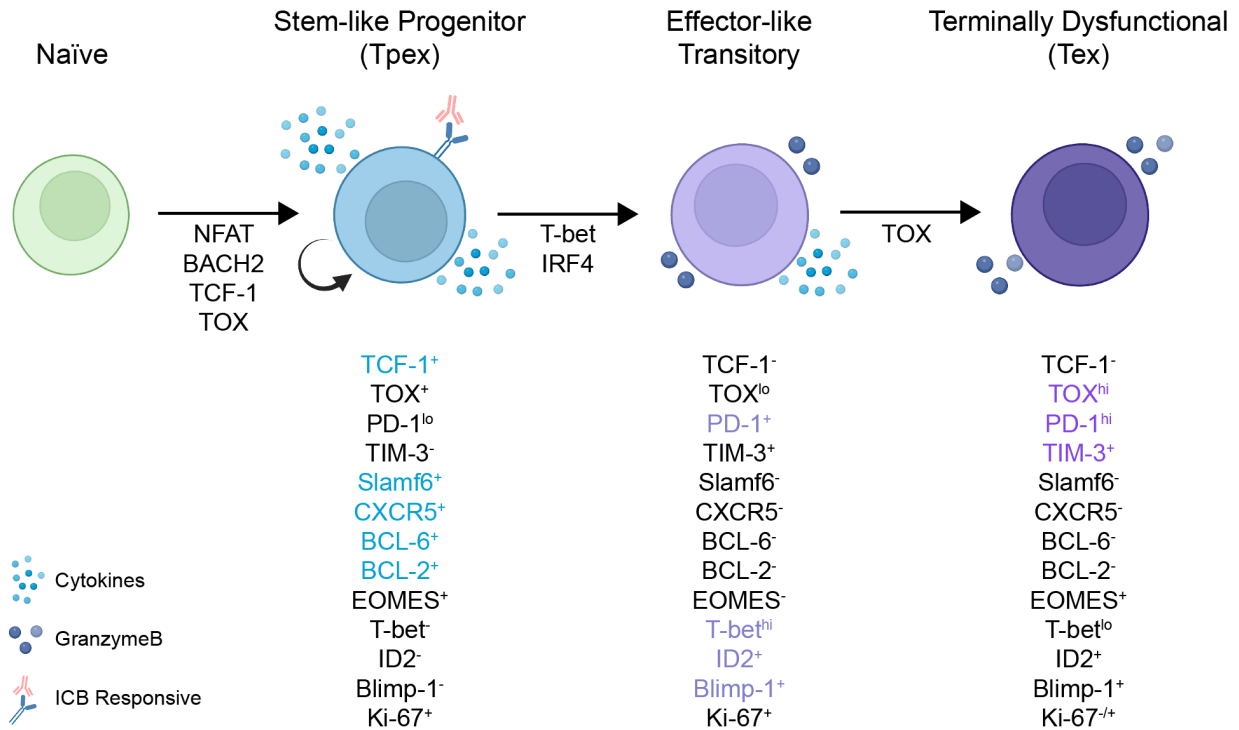 Naïve
Stem-like Progenitor
(Tpex)
Effector-like
Transitory
Terminally Dysfunctional
(Tex)
NFAT
BACH2
TCF-1
TOX
T-bet
IRF4
TOX
TCF-1⁺
TOX⁺
PD-1ˡᵒ
TIM-3⁻
Slamf6⁺
CXCR5⁺
BCL-6⁺
BCL-2⁺
EOMES⁺
T-bet⁻
ID2⁻
Blimp-1⁻
Ki-67⁺
TCF-1⁻
TOXˡᵒ
PD-1⁺
TIM-3⁺
Slamf6⁻
CXCR5⁻
BCL-6⁻
BCL-2⁻
EOMES⁻
T-betʰⁱ
ID2⁺
Blimp-1⁺
Ki-67⁺
TCF-1⁻
TOXʰⁱ
PD-1ʰⁱ
TIM-3⁺
Slamf6⁻
CXCR5⁻
BCL-6⁻
BCL-2⁻
EOMES⁺
T-betˡᵒ
ID2⁺
Blimp-1⁺
Ki-67⁻/⁺
Cytokines
GranzymeB
ICB Responsive